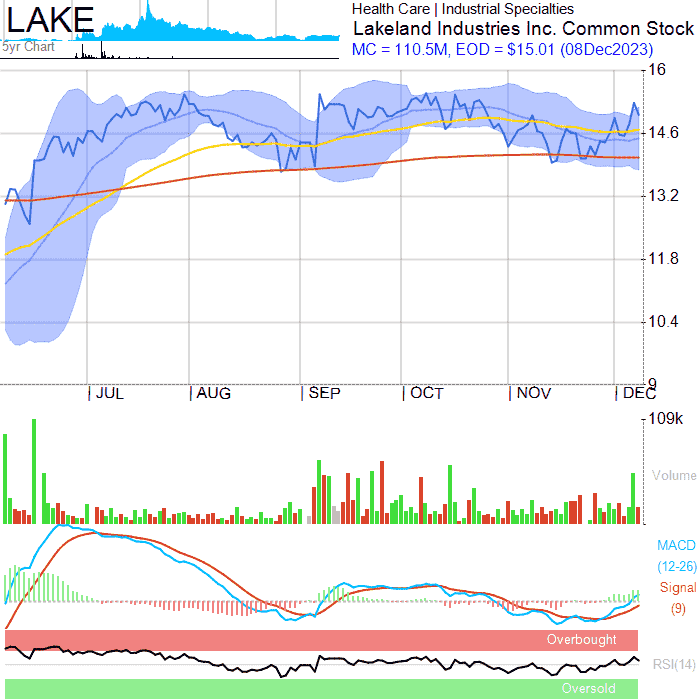 LAKE
5yr Chart
Health Care | Industrial Specialties
Lakeland Industries Inc. Common Stock
MC = 110.5M, EOD = $15.01 (08Dec2023)
16
14.6
13.2
11.8
10.4
9
JUL AUG SEP OCT NOV DEC
109k
Volume
MACD
(12-26)
Signal
(9)
Overbought
RSI(14)
Oversold